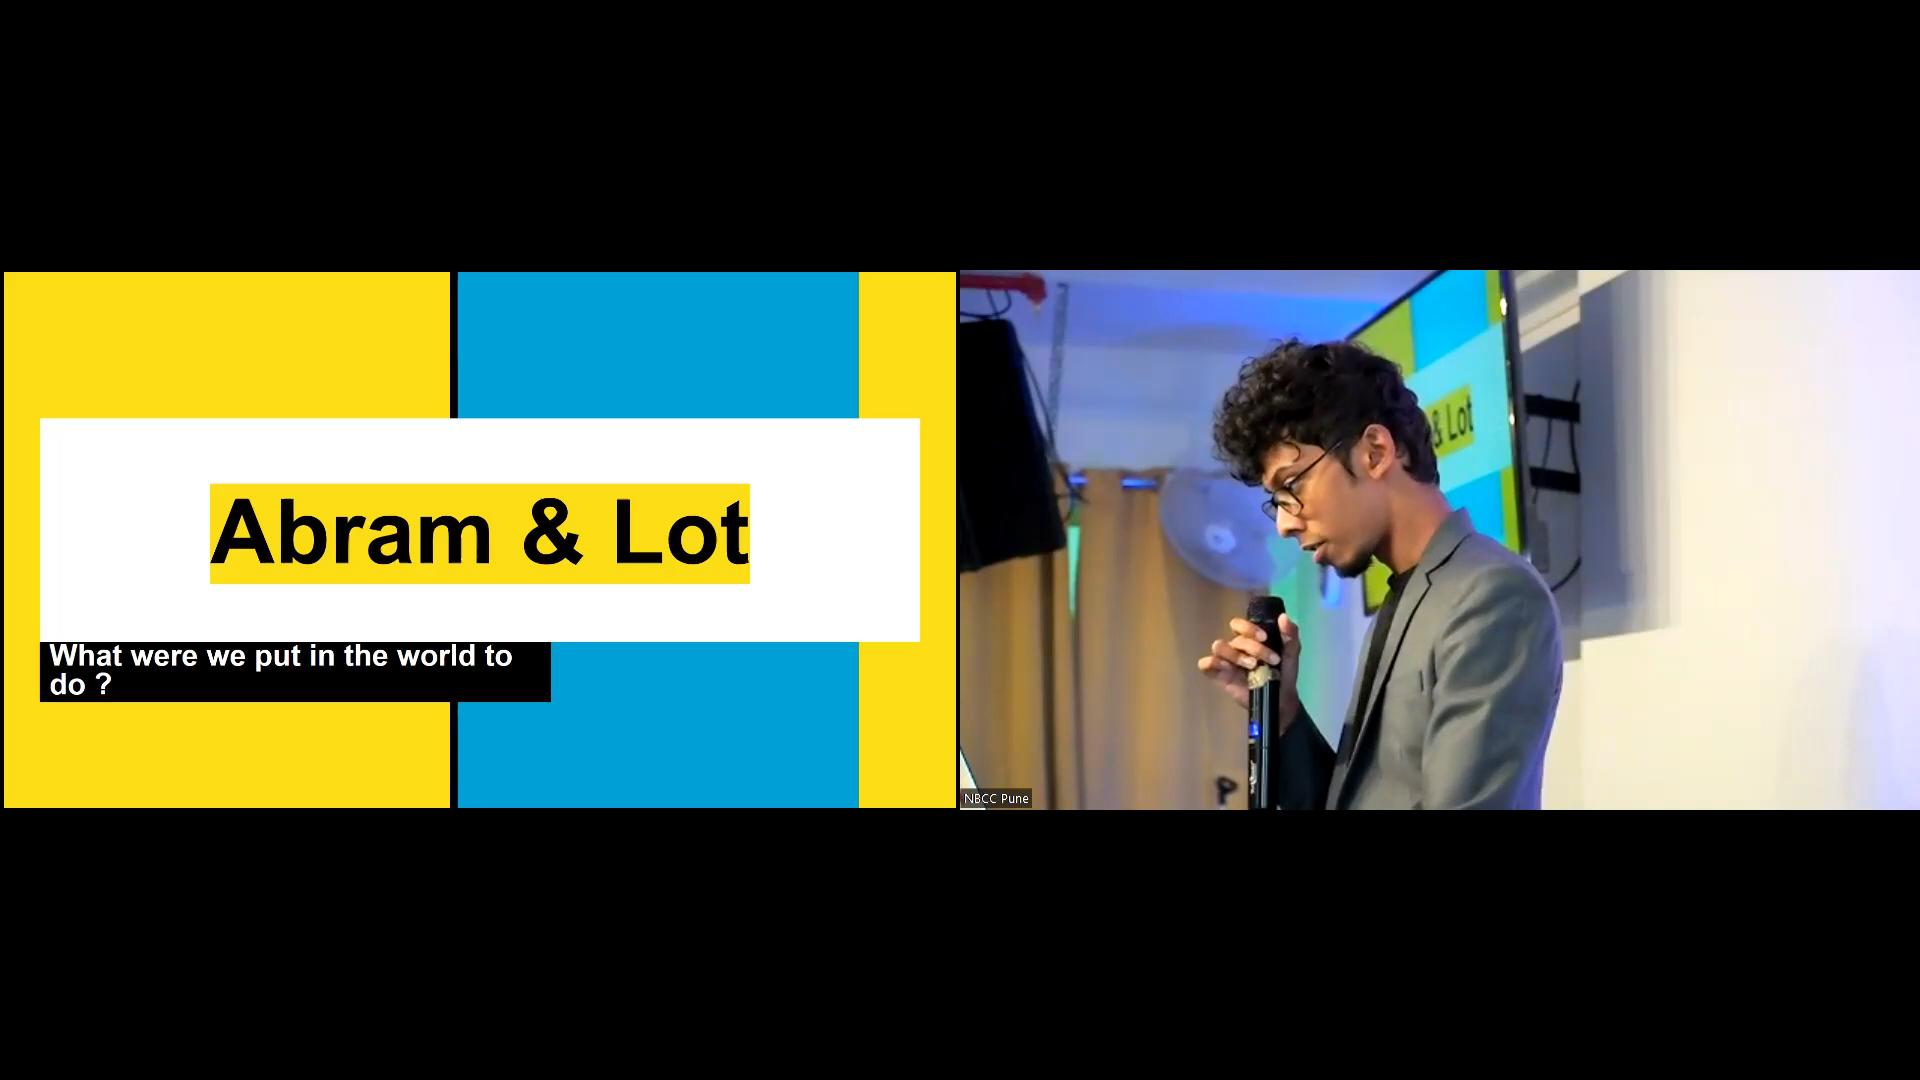 Abram & Lot
What were we put in the world to
do ?
& Lot
NBCC Pune